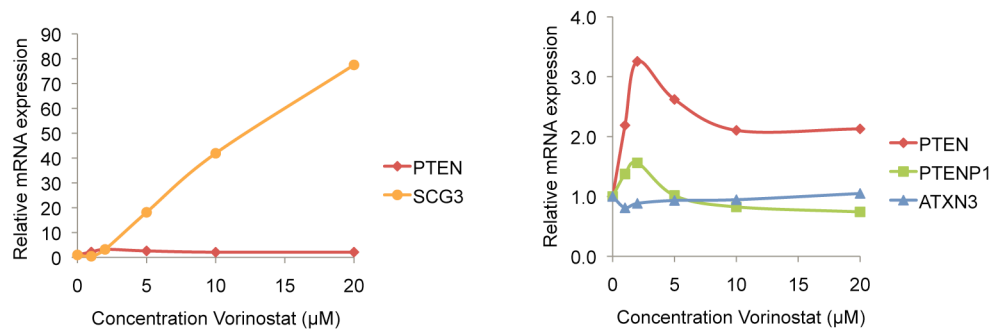 Relative mRNA expression
90
80
70
60
50
40
30
20
10
0
0 5 10 15 20
Concentration Vorinostat (µM)
PTEN
SCG3
Relative mRNA expression
4.0
3.0
2.0
1.0
0.0
0 5 10 15 20
Concentration Vorinostat (µM)
PTEN
PTENP1
ATXN3